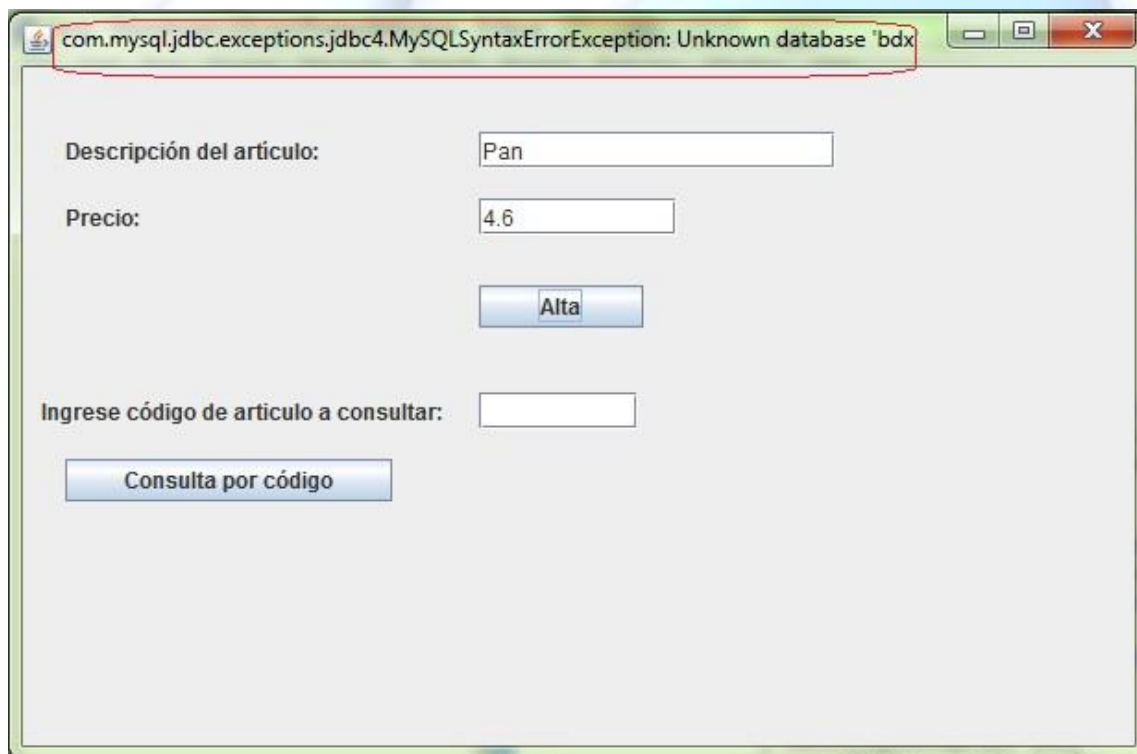 com.mysql.jdbc.exceptions.jdbc4.MySQLSyntaxErrorException: Unknown database 'bdx
Descripción del artículo:
Pan
Precio:
4.6
Alta
Ingrese código de articulo a consultar:
Consulta por código